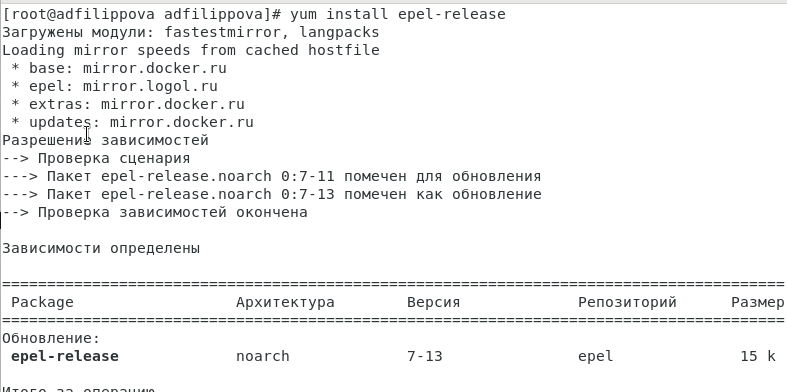 [root@adfilippova adfilippova]# yum install epel-release
Загружены модули: fastestmirror, langpacks
Loading mirror speeds from cached hostfile
 * base: mirror.docker.ru
 * epel: mirror.logol.ru
 * extras: mirror.docker.ru
 * updates: mirror.docker.ru
Разрешение зависимостей
--> Проверка сценария
---> Пакет epel-release.noarch 0:7-11 помечен для обновления
---> Пакет epel-release.noarch 0:7-13 помечен как обновление
--> Проверка зависимостей окончена

Зависимости определены

================================================================================
 Package                  Архитектура        Версия             Репозиторий      Размер
================================================================================
Обновление:
 epel-release             noarch             7-13               epel              15 k

Итого за операцию